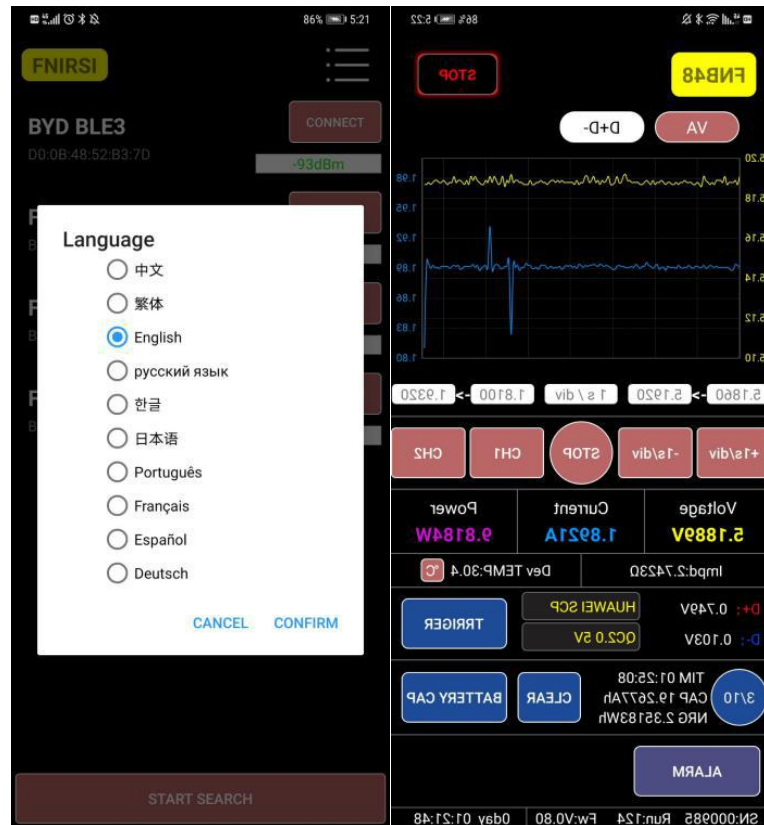 86% 5:21
FNIRSI
BYD BLE3
CONNECT
D0:0B:48:52:B3:7D
-93dBm
Language
中文
繁体
English
русский язык
한글
日本语
Português
Français
Español
Deutsch
CANCEL CONFIRM
START SEARCH
86% 5:22
FNB48
STOP
VA
D+D-
5.20
5.18
5.16
5.14
5.12
5.10
1.98
1.95
1.92
1.89
1.86
1.83
1.80
5.1860 -> 5.1920 1 s / div 1.8100 -> 1.9320
+1s/div -1s/div STOP CH1 CH2
Voltage Current Power
5.1889V 1.8921A 9.8184W
Impd:2.7423Ω Dev TEMP:30.4 °C
D+: 0.749V
D-: 0.103V
HUAWEI SCP
QC2.0 5V
TRRIGER
3/10
TIM 01:25:08
CAP 19.2677Ah
NRG 2.35183Wh
CLEAR
BATTERY CAP
ALARM
SN:000985 Run:124 Fw:V0.80 0day 01:21:48